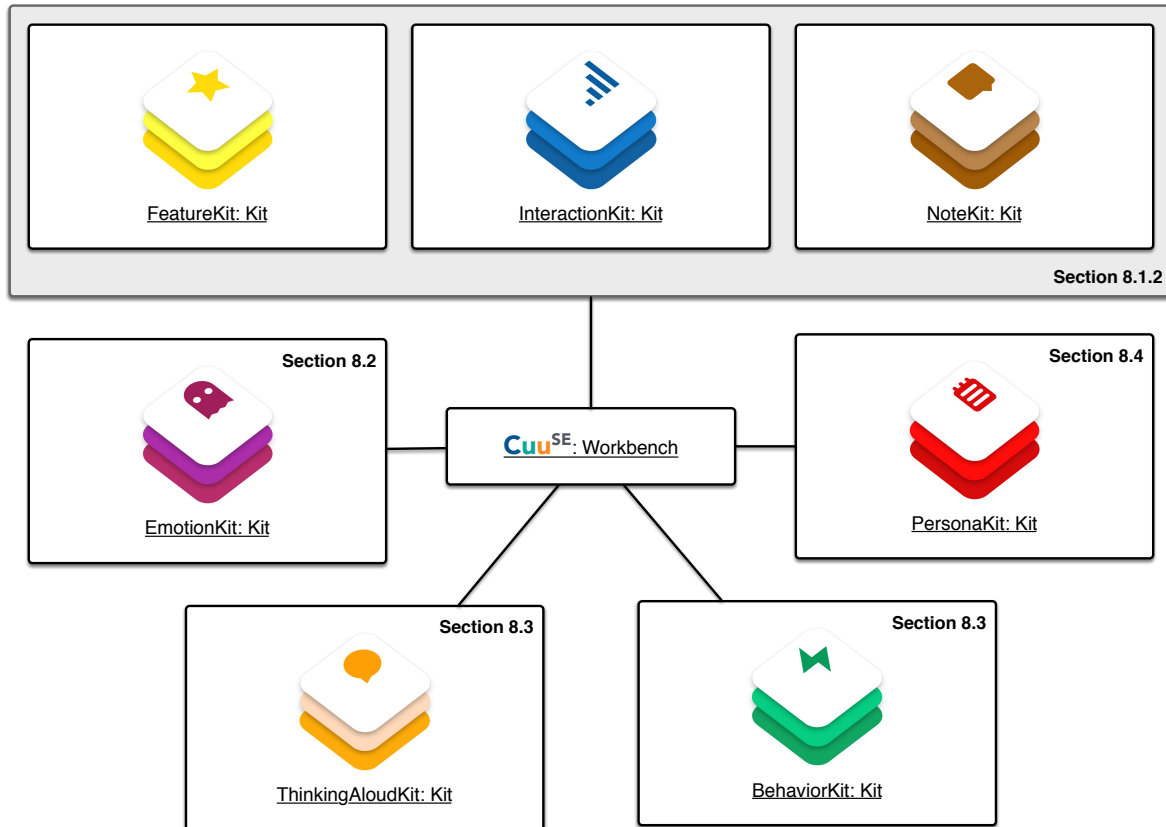 FeatureKit: Kit
InteractionKit: Kit
NoteKit: Kit
Section 8.1.2
Section 8.2
EmotionKit: Kit
Section 8.4
PersonaKit: Kit
CuuSE: Workbench
Section 8.3
ThinkingAloudKit: Kit
Section 8.3
BehaviorKit: Kit